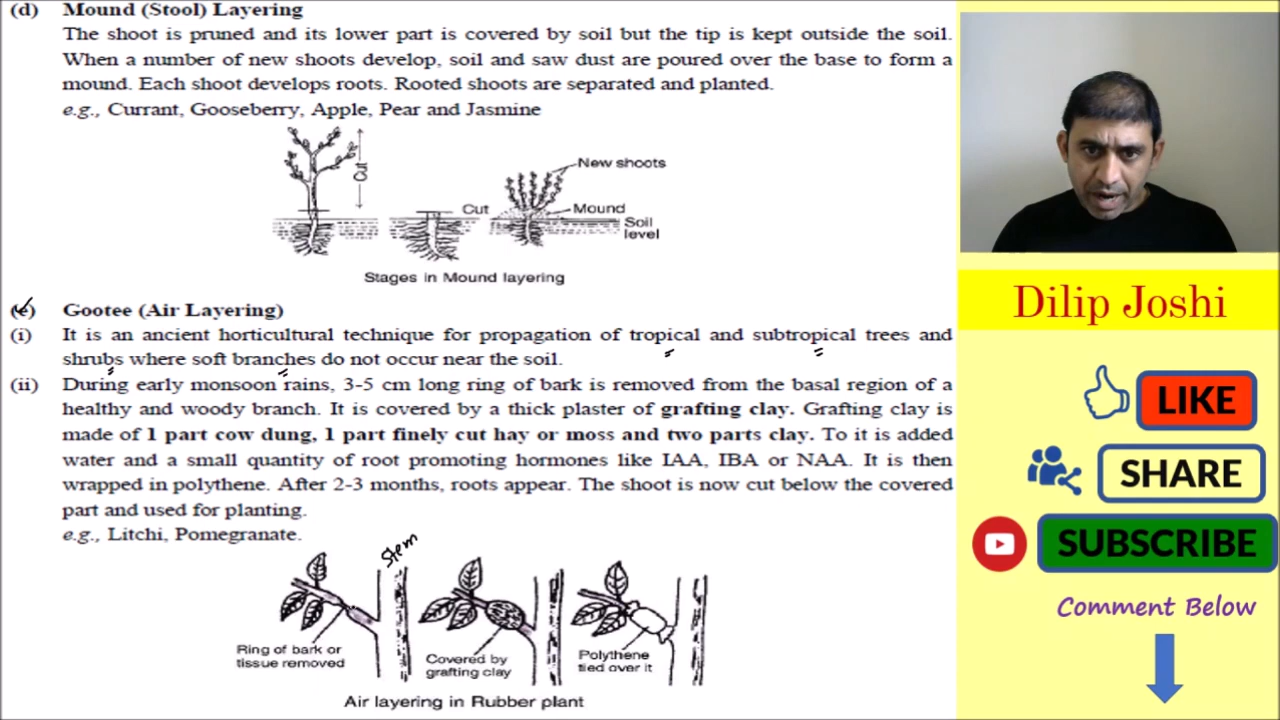 (d) Mound (Stool) Layering
The shoot is pruned and its lower part is covered by soil but the tip is kept outside the soil.
When a number of new shoots develop, soil and saw dust are poured over the base to form a
mound. Each shoot develops roots. Rooted shoots are separated and planted.
e.g., Currant, Gooseberry, Apple, Pear and Jasmine
Cut
New shoots
Cut
Mound
Soil
level
Stages in Mound layering
(e) Gootee (Air Layering)
(i) It is an ancient horticultural technique for propagation of tropical and subtropical trees and
shrubs where soft branches do not occur near the soil.
(ii) During early monsoon rains, 3-5 cm long ring of bark is removed from the basal region of a
healthy and woody branch. It is covered by a thick plaster of grafting clay. Grafting clay is
made of 1 part cow dung, 1 part finely cut hay or moss and two parts clay. To it is added
water and a small quantity of root promoting hormones like IAA, IBA or NAA. It is then
wrapped in polythene. After 2-3 months, roots appear. The shoot is now cut below the covered
part and used for planting.
e.g., Litchi, Pomegranate.
Stem
Ring of bark or
tissue removed
Covered by
grafting clay
Polythene
tied over it
Air layering in Rubber plant
Dilip Joshi
LIKE
SHARE
SUBSCRIBE
Comment Below